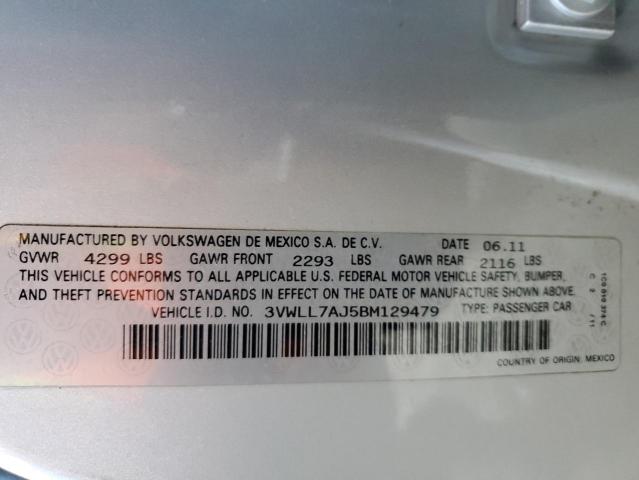 MANUFACTURED BY VOLKSWAGEN DE MEXICO S.A. DE C.V. DATE 06.11
GVWR 4299 LBS GAWR FRONT 2293 LBS GAWR REAR 2116 LBS
THIS VEHICLE CONFORMS TO ALL APPLICABLE U.S. FEDERAL MOTOR VEHICLE SAFETY, BUMPER,
AND THEFT PREVENTION STANDARDS IN EFFECT ON THE DATE OF MANUFACTURE SHOWN ABOVE.
VEHICLE I.D. NO. 3VWLL7AJ5BM129479 TYPE: PASSENGER CAR
COUNTRY OF ORIGIN: MEXICO